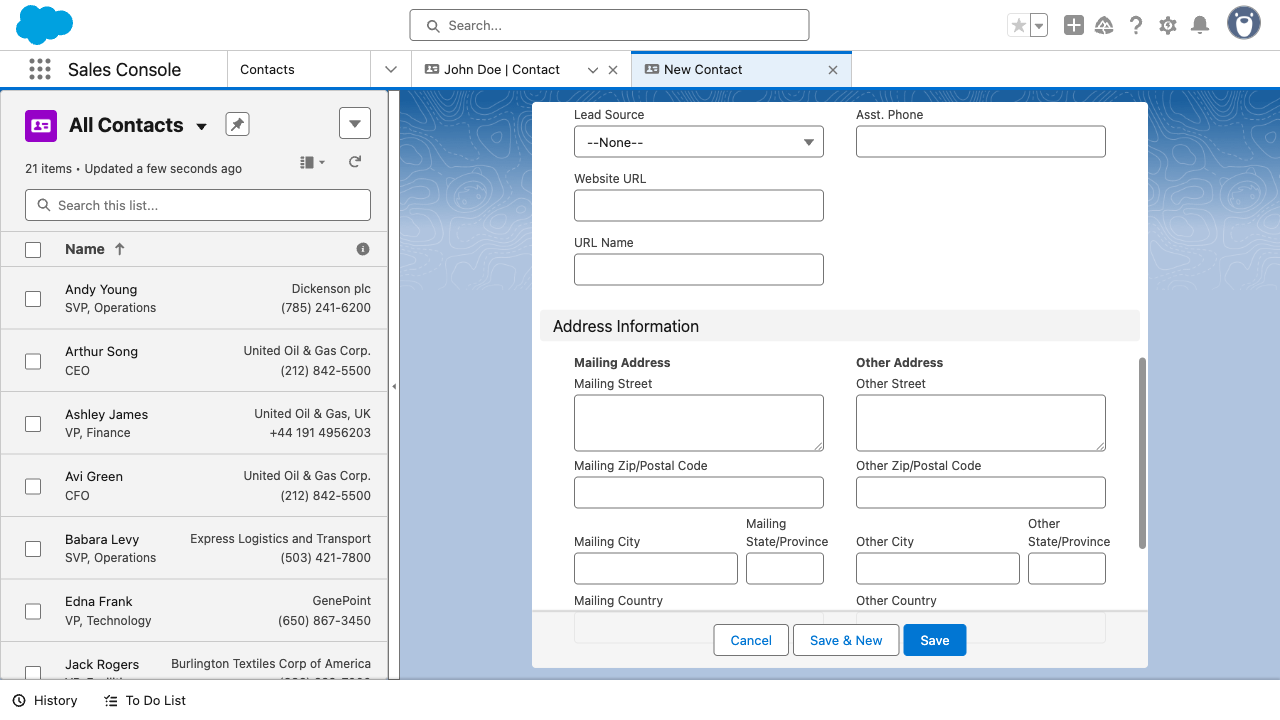 Search...
Sales Console
Contacts
John Doe | Contact
New Contact
All Contacts
21 items • Updated a few seconds ago
Search this list...
Name
Andy Young
Dickenson plc
SVP, Operations
(785) 241-6200
Arthur Song
United Oil & Gas Corp.
CEO
(212) 842-5500
Ashley James
United Oil & Gas, UK
VP, Finance
+44 191 4956203
Avi Green
United Oil & Gas Corp.
CFO
(212) 842-5500
Babara Levy
Express Logistics and Transport
SVP, Operations
(503) 421-7800
Edna Frank
GenePoint
VP, Technology
(650) 867-3450
Jack Rogers
Burlington Textiles Corp of America
Lead Source
Asst. Phone
--None--
Website URL
URL Name
Address Information
Mailing Address
Other Address
Mailing Street
Other Street
Mailing Zip/Postal Code
Other Zip/Postal Code
Mailing City
Mailing
State/Province
Other City
Other
State/Province
Mailing Country
Other Country
Cancel
Save & New
Save
History
To Do List